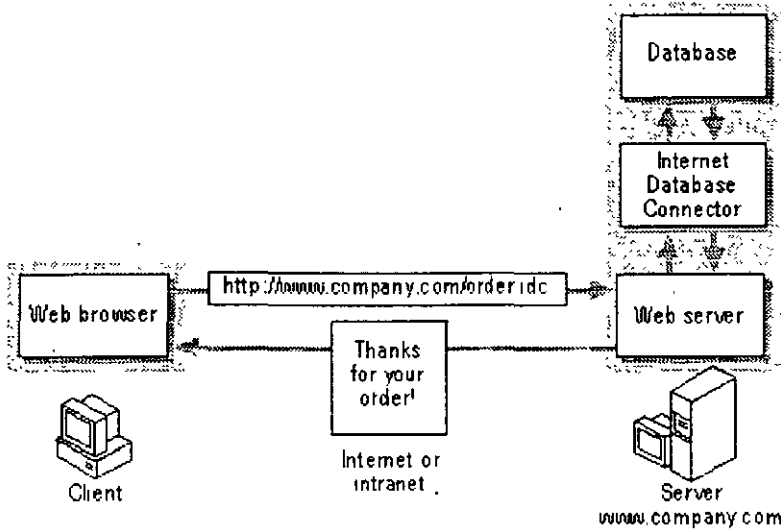 Database
Internet
Database
Connector
http://www.company.com/order.idc
Web browser
Web server
Thanks
for your
order!
Internet or
intranet
Client
Server
www.company.com